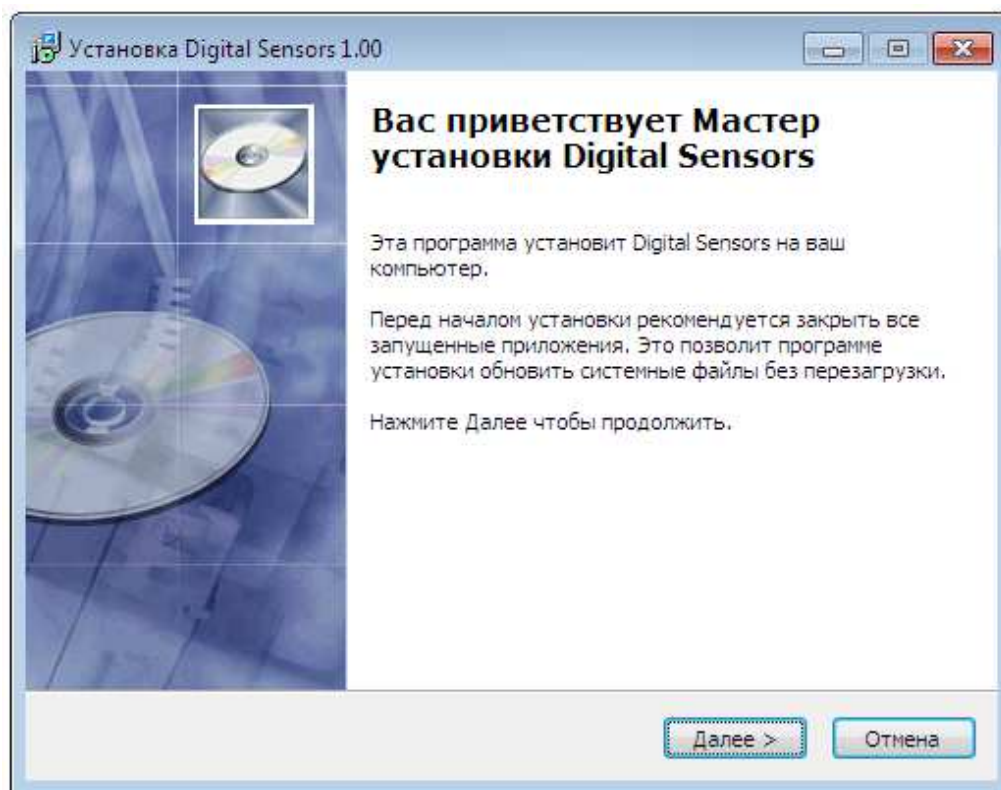 Установка Digital Sensors 1.00
Вас приветствует Мастер
установки Digital Sensors
Эта программа установит Digital Sensors на ваш
компьютер.
Перед началом установки рекомендуется закрыть все
запущенные приложения. Это позволит программе
установки обновить системные файлы без перезагрузки.
Нажмите Далее чтобы продолжить.
Далее >
Отмена